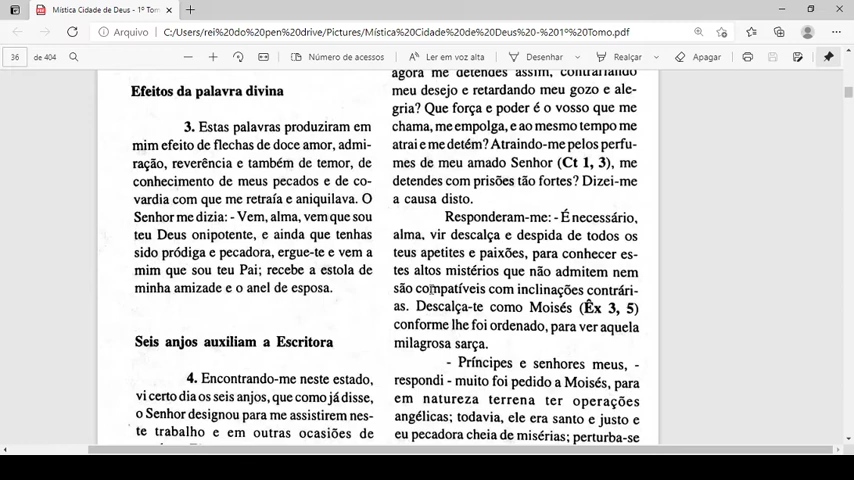 Mística Cidade de Deus - 1º Tom
Arquivo
C:/Users/rei%20do%20pen%20drive/Pictures/Mística%20Cidade%20de%20Deus%20-%201º%20Tomo.pdf
36
de 404
Número de acessos
Ler em voz alta
Desenhar
Realçar
Apagar
Efeitos da palavra divina
3. Estas palavras produziram em
mim efeito de flechas de doce amor, admi-
ração, reverência e também de temor, de
conhecimento de meus pecados e de co-
vardia com que me retraía e aniquilava. O
Senhor me dizia: - Vem, alma, vem que sou
teu Deus onipotente, e ainda que tenhas
sido pródiga e pecadora, ergue-te e vem a
mim que sou teu Pai; recebe a estola de
minha amizade e o anel de esposa.
Seis anjos auxiliam a Escritora
4. Encontrando-me neste estado,
vi certo dia os seis anjos, que como já disse,
o Senhor designou para me assistirem nes-
te trabalho e em outras ocasiões de
agora me detendes assim, contrariando
meu desejo e retardando meu gozo e ale-
gria? Que força e poder é o vosso que me
chama, me empolga, e ao mesmo tempo me
atrai e me detém? Atraindo-me pelos perfu-
mes de meu amado Senhor (Ct 1, 3), me
detendes com prisões tão fortes? Dizei-me
a causa disto.
Responderam-me: - É necessário,
alma, vir descalça e despida de todos os
teus apetites e paixões, para conhecer es-
tes altos mistérios que não admitem nem
são compatíveis com inclinações contrári-
as. Descalça-te como Moisés (Êx 3, 5)
conforme lhe foi ordenado, para ver aquela
milagrosa sarça.
- Príncipes e senhores meus, -
respondi - muito foi pedido a Moisés, para
em natureza terrena ter operações
angélicas; todavia, ele era santo e justo e
eu pecadora cheia de misérias; perturba-se